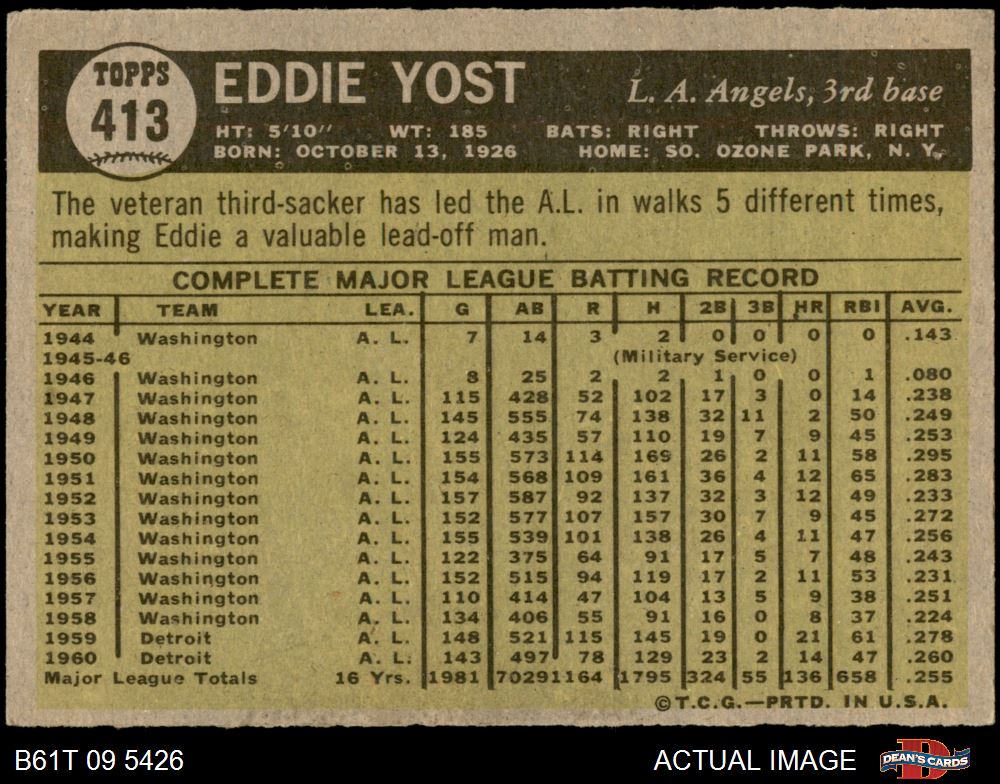 TOPPS
413
EDDIE YOST
L. A. Angels, 3rd base
HT: 5'10" WT: 185 BATS: RIGHT THROWS: RIGHT
BORN: OCTOBER 13, 1926 HOME: SO. OZONE PARK, N. Y.
The veteran third-sacker has led the A.L. in walks 5 different times,
making Eddie a valuable lead-off man.
COMPLETE MAJOR LEAGUE BATTING RECORD
YEAR TEAM LEA. G AB R H 2B 3B HR RBI AVG.
1944 Washington A. L. 7 14 3 2 0 0 0 0 .143
1945-46 (Military Service)
1946 Washington A. L. 8 25 2 2 1 0 0 1 .080
1947 Washington A. L. 115 428 52 102 17 3 0 14 .238
1948 Washington A. L. 145 555 74 138 32 11 2 50 .249
1949 Washington A. L. 124 435 57 110 19 7 9 45 .253
1950 Washington A. L. 155 573 114 169 26 2 11 58 .295
1951 Washington A. L. 154 568 109 161 36 4 12 65 .283
1952 Washington A. L. 157 587 92 137 32 3 12 49 .233
1953 Washington A. L. 152 577 107 157 30 7 9 45 .272
1954 Washington A. L. 155 539 101 138 26 4 11 47 .256
1955 Washington A. L. 122 375 64 91 17 5 7 48 .243
1956 Washington A. L. 152 515 94 119 17 2 11 53 .231
1957 Washington A. L. 110 414 47 104 13 5 9 38 .251
1958 Washington A. L. 134 406 55 91 16 0 8 37 .224
1959 Detroit A. L. 148 521 115 145 19 0 21 61 .278
1960 Detroit A. L. 143 497 78 129 23 2 14 47 .260
Major League Totals 16 Yrs. 1981 7029 1164 1795 324 55 136 658 .255
©T.C.G.—PRTD. IN U.S.A.
B61T 09 5426 ACTUAL IMAGE DEAN'S CARDS